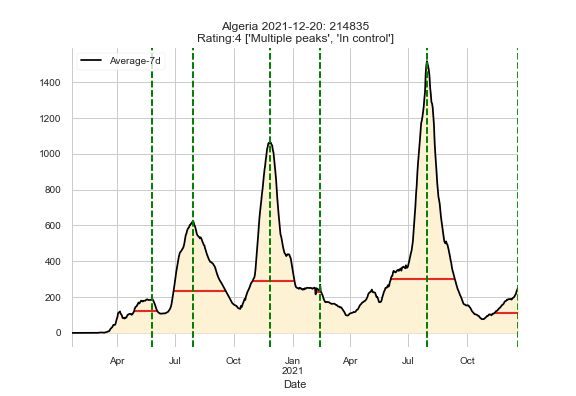 Algeria 2021-12-20: 214835
Rating:4 ['Multiple peaks', 'In control']
Average-7d
1400
1200
1000
800
600
400
200
0
Apr Jul Oct Jan Apr Jul Oct
2021
Date